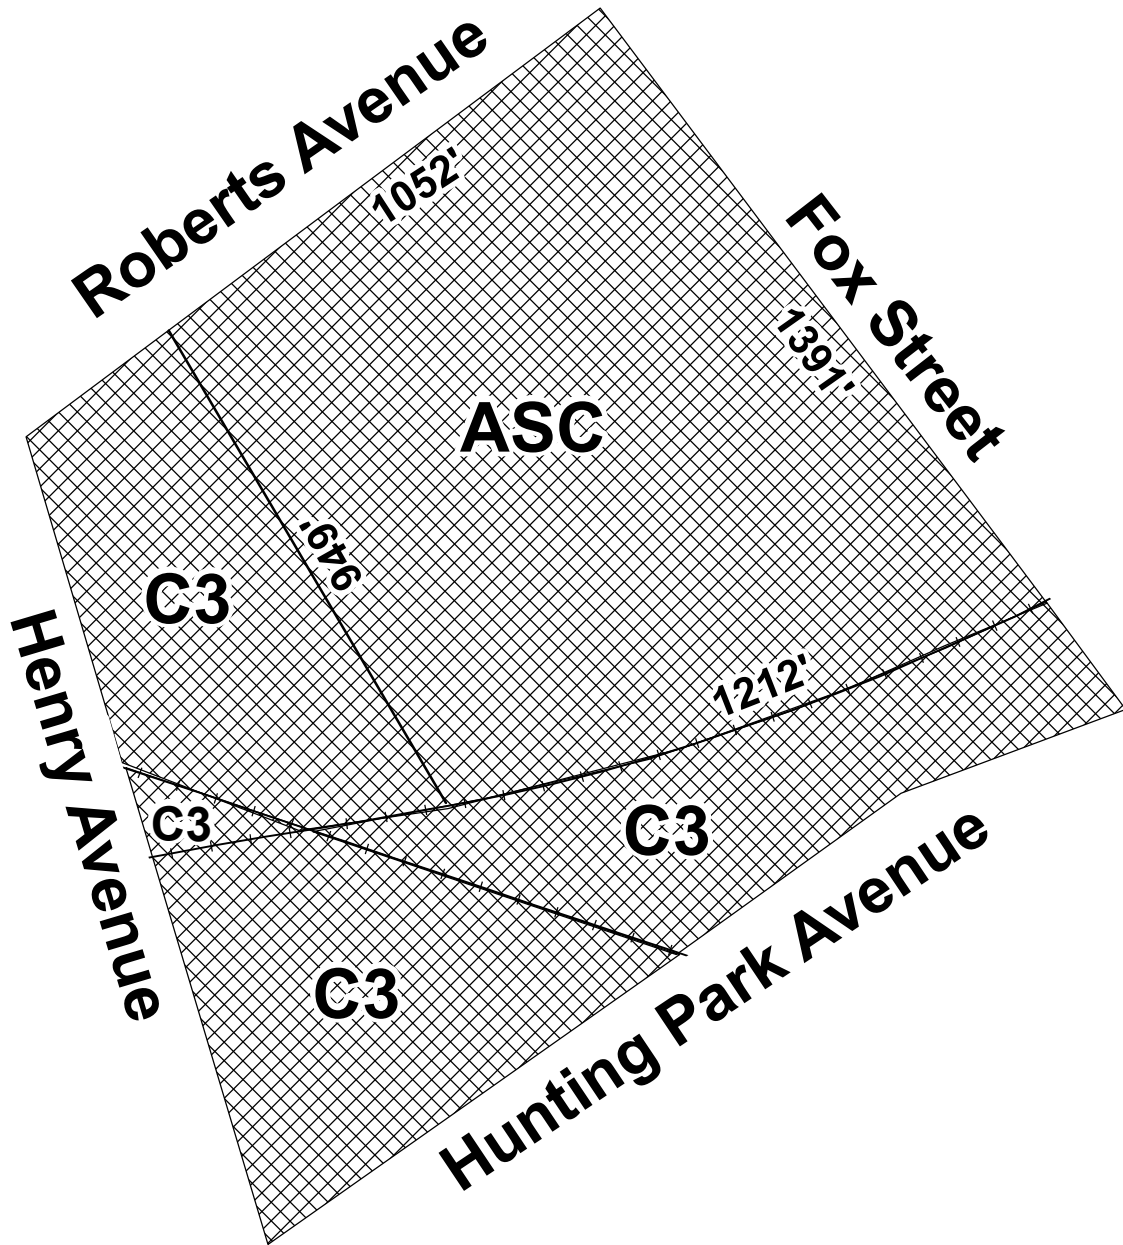 Roberts Avenue
1052'
Fox Street
1391'
ASC
949'
C3
Henry Avenue
1212'
C3
C3
Hunting Park Avenue
C3